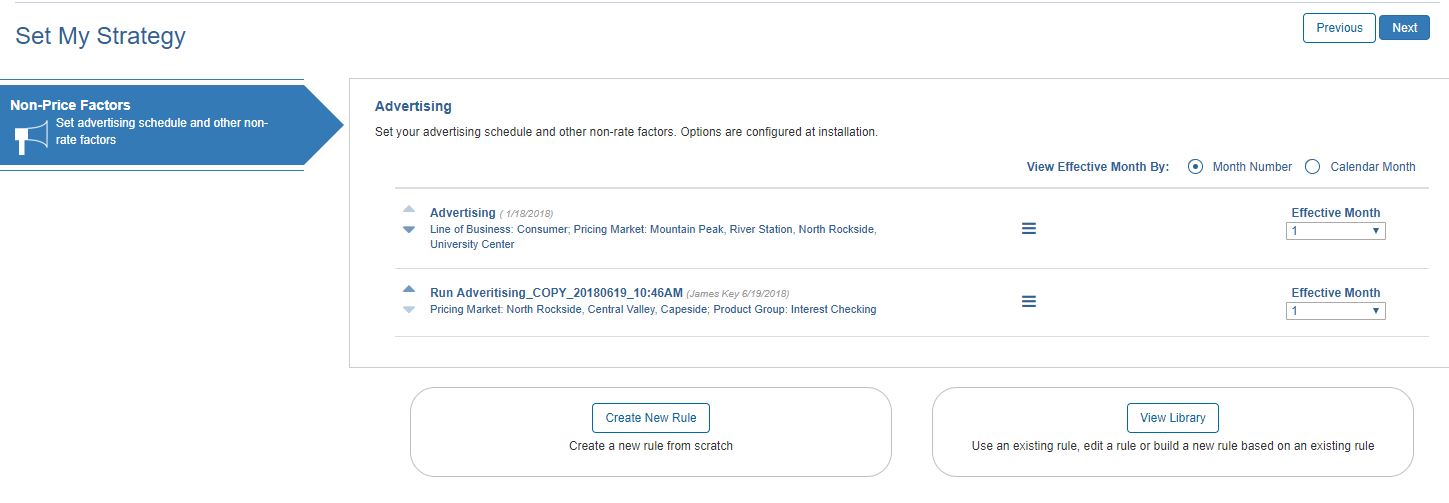 Set My Strategy
Previous
Next
Non-Price Factors
Set advertising schedule and other non-
rate factors
Advertising
Set your advertising schedule and other non-rate factors. Options are configured at installation.
View Effective Month By:
Month Number
Calendar Month
Advertising ( 1/18/2018)
Line of Business: Consumer; Pricing Market: Mountain Peak, River Station, North Rockside,
University Center
Effective Month
1
Run Adveritising_COPY_20180619_10:46AM (James Key 6/19/2018)
Pricing Market: North Rockside, Central Valley, Capeside; Product Group: Interest Checking
Effective Month
1
Create New Rule
Create a new rule from scratch
View Library
Use an existing rule, edit a rule or build a new rule based on an existing rule